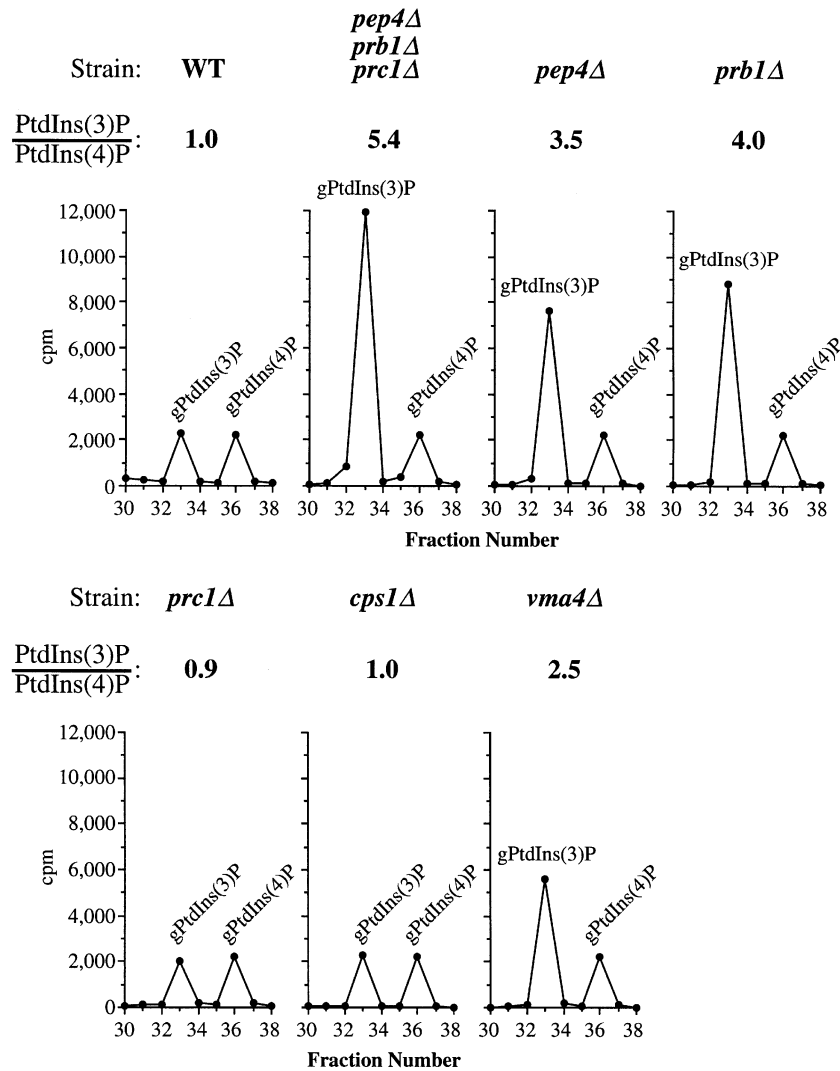 pep4Δ
prb1Δ
Strain: WT prc1Δ pep4Δ prb1Δ
PtdIns(3)P
PtdIns(4)P : 1.0 5.4 3.5 4.0
gPtdIns(3)P
12,000
10,000
8,000
6,000
4,000
2,000
0
cpm
gPtdIns(3)P gPtdIns(4)P
gPtdIns(4)P
gPtdIns(3)P gPtdIns(4)P
gPtdIns(3)P gPtdIns(4)P
30 32 34 36 38 30 32 34 36 38 30 32 34 36 38 30 32 34 36 38
Fraction Number
Strain: prc1Δ cps1Δ vma4Δ
PtdIns(3)P
PtdIns(4)P : 0.9 1.0 2.5
12,000
10,000
8,000
6,000
4,000
2,000
0
cpm
gPtdIns(3)P gPtdIns(4)P
gPtdIns(3)P gPtdIns(4)P
gPtdIns(3)P gPtdIns(4)P
30 32 34 36 38 30 32 34 36 38 30 32 34 36 38
Fraction Number